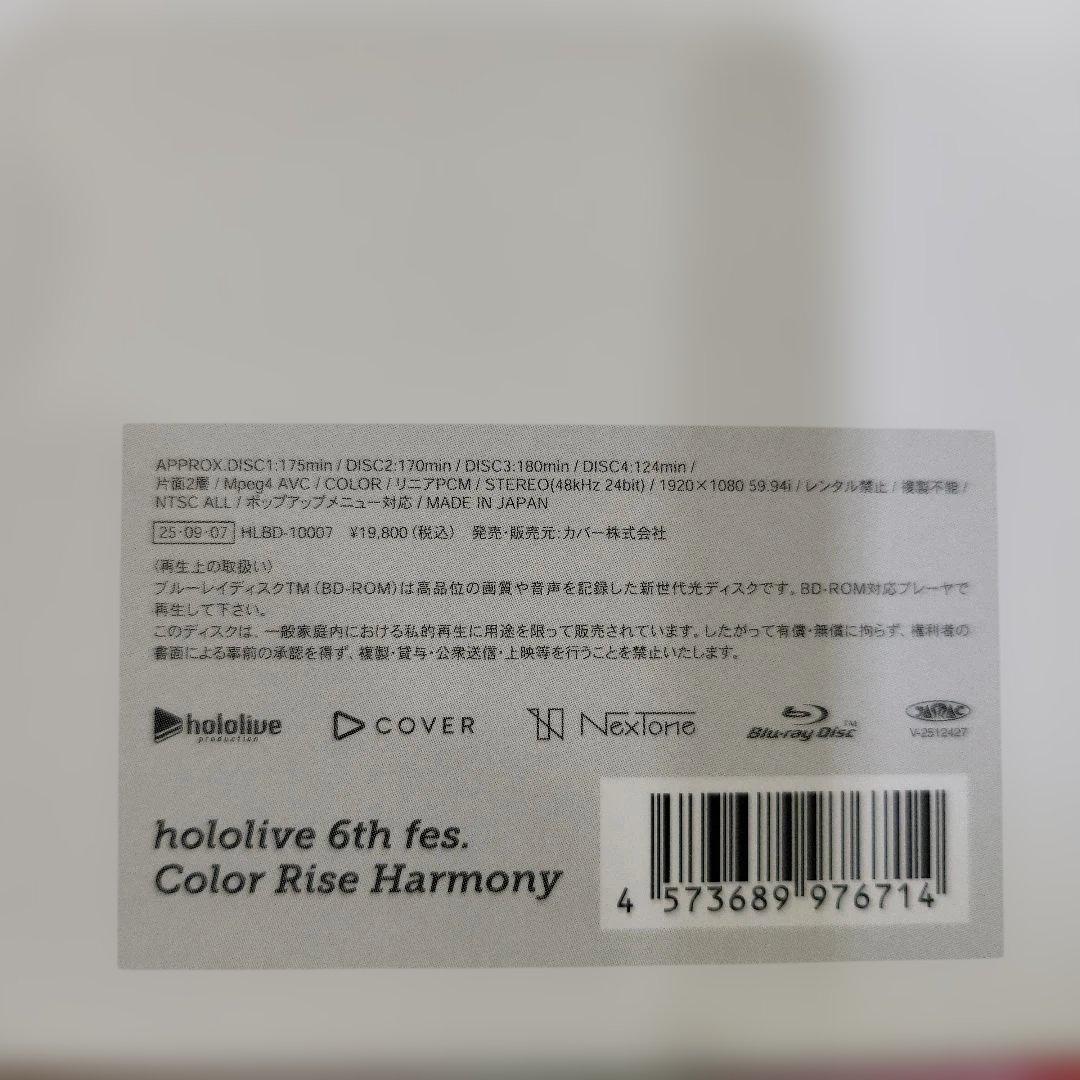 APPROX.DISC1:175min / DISC2:170min / DISC3:180min / DISC4:124min /
片面2層 / Mpeg4 AVC / COLOR / リニアPCM / STEREO(48kHz 24bit) / 1920×1080 59.94i / レンタル禁止 / 複製不能 /
NTSC ALL / ポップアップメニュー対応 / MADE IN JAPAN
25・09・07 HLBD-10007 ¥19,800(税込) 発売・販売元:カバー株式会社
〈再生上の取扱い〉
ブルーレイディスクTM(BD-ROM)は高品位の画質や音声を記録した新世代光ディスクです。BD-ROM対応プレーヤで
再生して下さい。
このディスクは、一般家庭内における私的再生に用途を限って販売されています。したがって有償・無償に拘らず、権利者の
書面による事前の承認を得ず、複製・貸与・公衆送信・上映等を行うことを禁止いたします。
hololive production COVER NexTone Blu-ray Disc™ JASRAC V-2512427
hololive 6th fes.
Color Rise Harmony
4 573689 976714